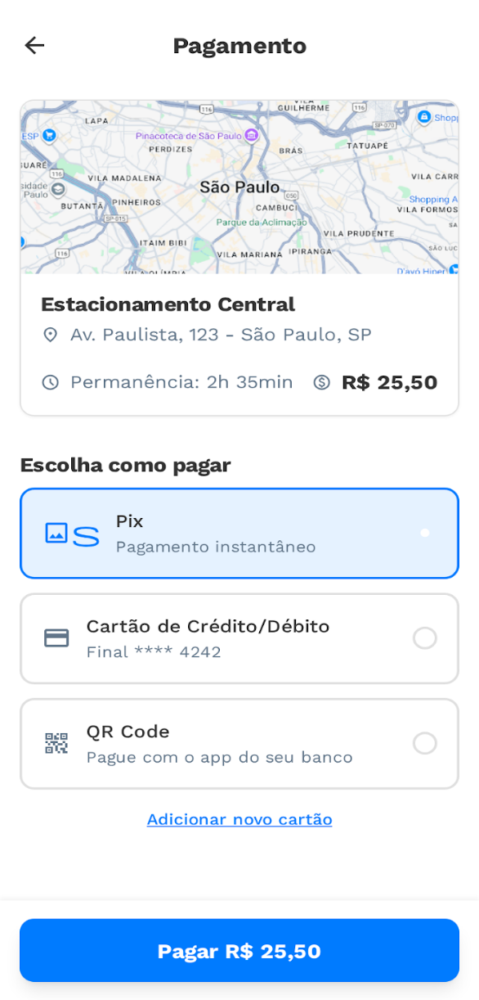 Pagamento
VILA
GUILHERME
116
116
LAPA
SP-070
ESP
Pinacoteca de São Paulo
PERDIZES
BRÁS
TATUAPÉ
116
VILA MADALENA
São Paulo
VILA CARR
sidade
Paulo
050
Shopping A
BUTANTÃ
PINHEIROS
CAMBUCI
VILA FORMOS
SP-015
Parque da Aclimação
SA
ITAIM BIBI
VILA PRUDENTE
116
VILA MARIANA
IPIRANGA
SÃO LUC
VILA OLÍMPIA
D'avó Hiper
Estacionamento Central
Av. Paulista, 123 - São Paulo, SP
Permanência: 2h 35min
R$ 25,50
Escolha como pagar
S
Pix
Pagamento instantâneo
Cartão de Crédito/Débito
Final **** 4242
QR Code
Pague com o app do seu banco
Adicionar novo cartão
Pagar R$ 25,50